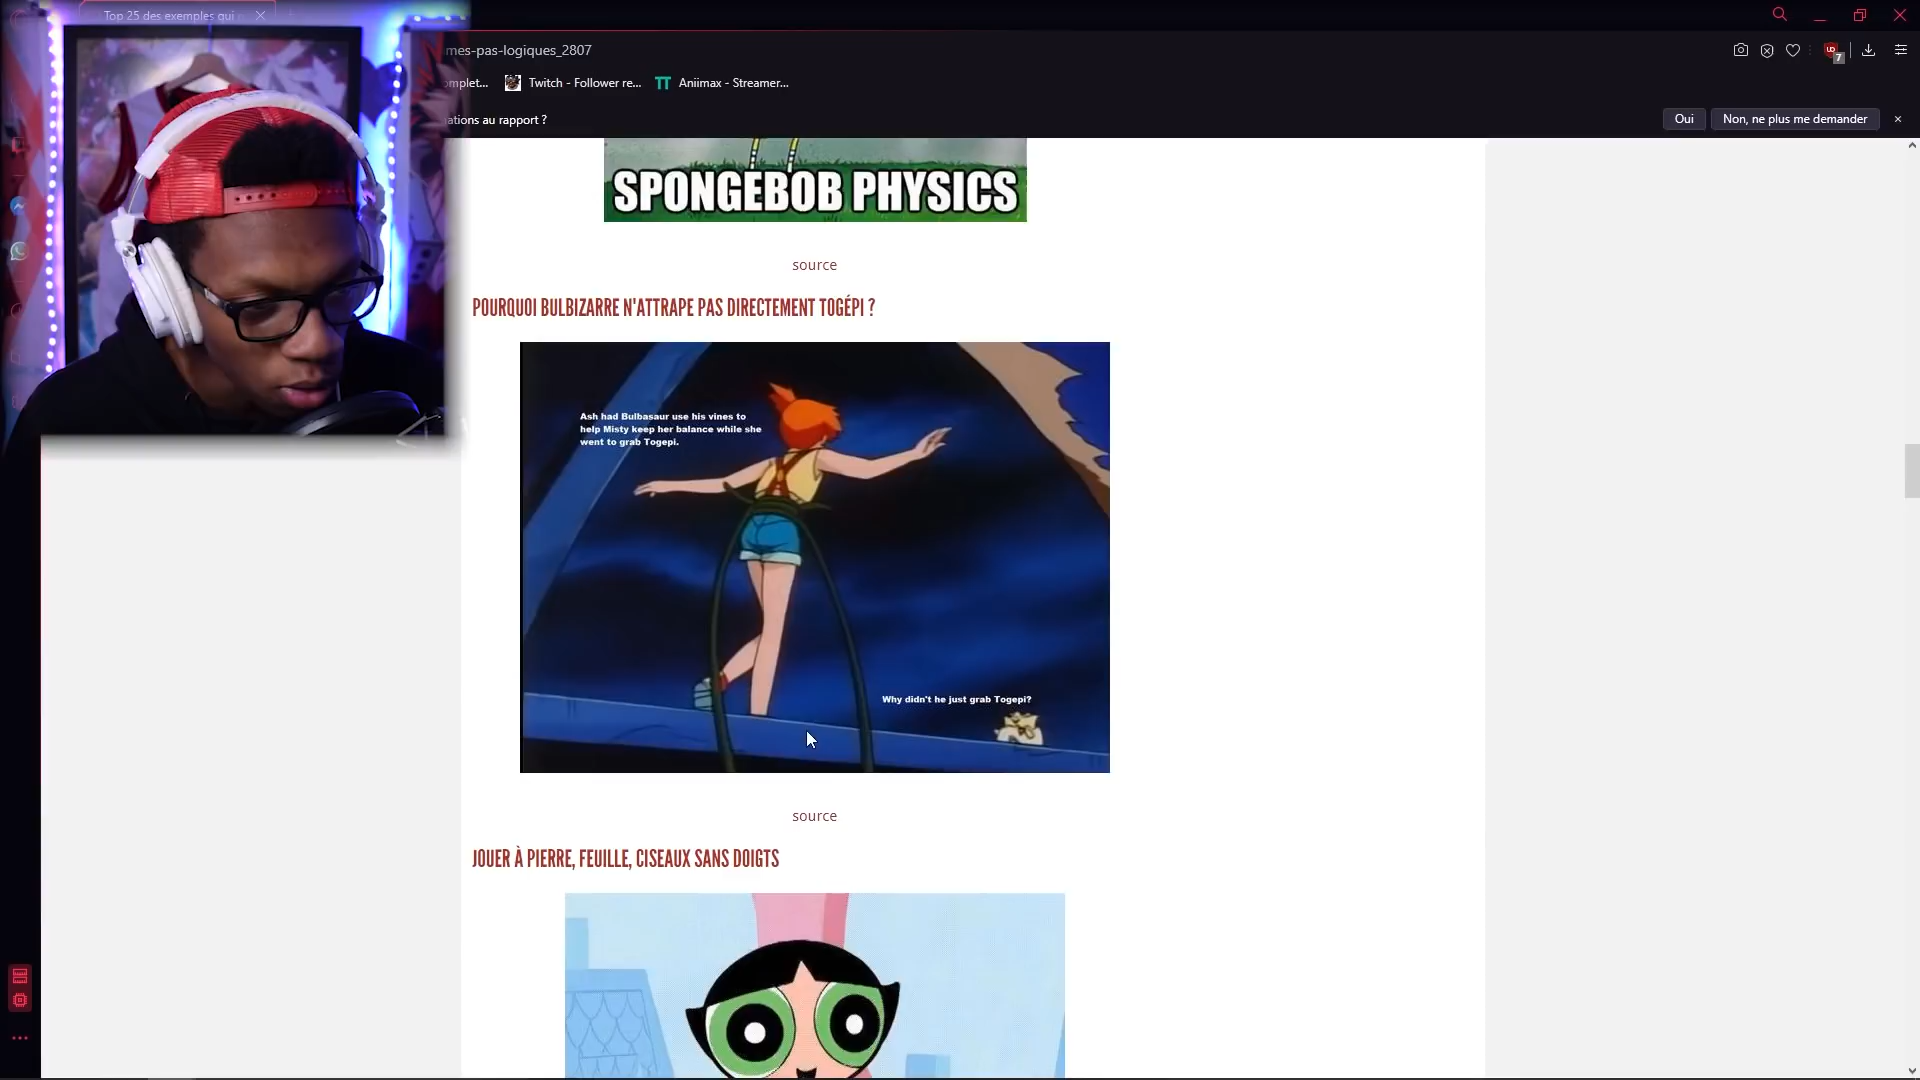 Top 25 des exemples qui
mes-pas-logiques_2807
omplet...
Twitch - Follower re...
Aniimax - Streamer...
ations au rapport ?
Oui
Non, ne plus me demander
7
SPONGEBOB PHYSICS
source
POURQUOI BULBIZARRE N'ATTRAPE PAS DIRECTEMENT TOGÉPI ?
Ash had Bulbasaur use his vines to
help Misty keep her balance while she
went to grab Togepi.
Why didn't he just grab Togepi?
source
JOUER À PIERRE, FEUILLE, CISEAUX SANS DOIGTS